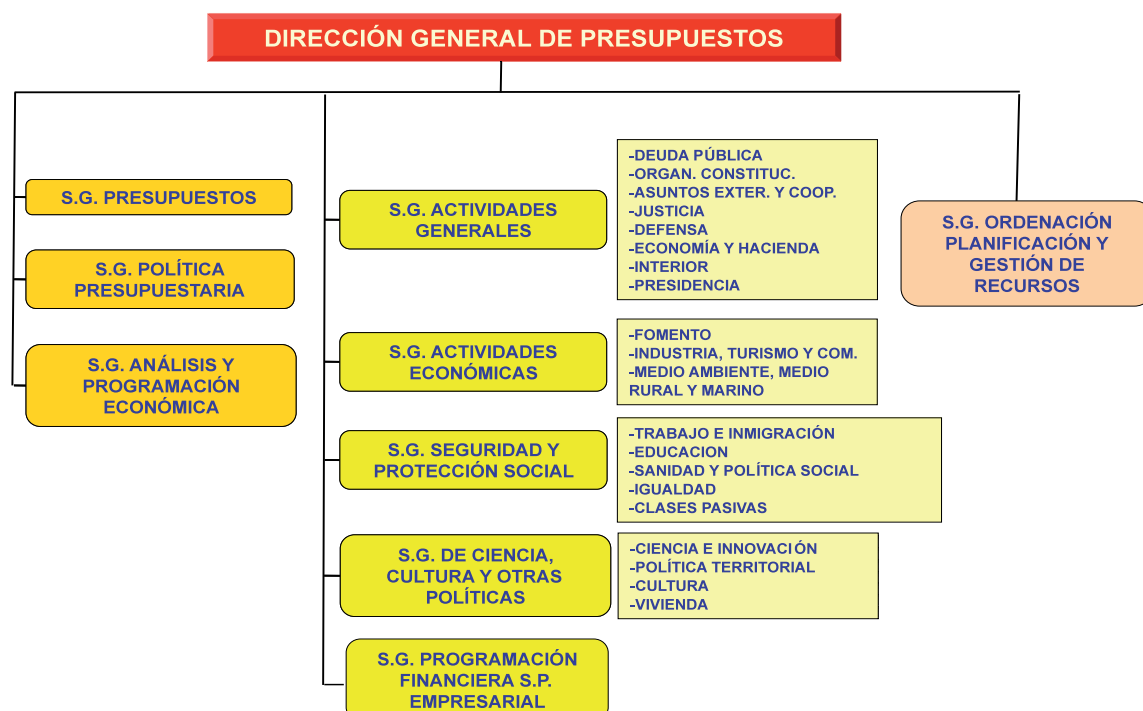 DIRECCIÓN GENERAL DE PRESUPUESTOS
S.G. PRESUPUESTOS
S.G. POLÍTICA
PRESUPUESTARIA
S.G. ANÁLISIS Y
PROGRAMACIÓN
ECONÓMICA
S.G. ACTIVIDADES
GENERALES
-DEUDA PÚBLICA
-ORGAN. CONSTITUC.
-ASUNTOS EXTER. Y COOP.
-JUSTICIA
-DEFENSA
-ECONOMÍA Y HACIENDA
-INTERIOR
-PRESIDENCIA
S.G. ACTIVIDADES
ECONÓMICAS
-FOMENTO
-INDUSTRIA, TURISMO Y COM.
-MEDIO AMBIENTE, MEDIO
RURAL Y MARINO
S.G. SEGURIDAD Y
PROTECCIÓN SOCIAL
-TRABAJO E INMIGRACIÓN
-EDUCACION
-SANIDAD Y POLÍTICA SOCIAL
-IGUALDAD
-CLASES PASIVAS
S.G. DE CIENCIA,
CULTURA Y OTRAS
POLÍTICAS
-CIENCIA E INNOVACIÓN
-POLÍTICA TERRITORIAL
-CULTURA
-VIVIENDA
S.G. PROGRAMACIÓN
FINANCIERA S.P.
EMPRESARIAL
S.G. ORDENACIÓN
PLANIFICACIÓN Y
GESTIÓN DE
RECURSOS